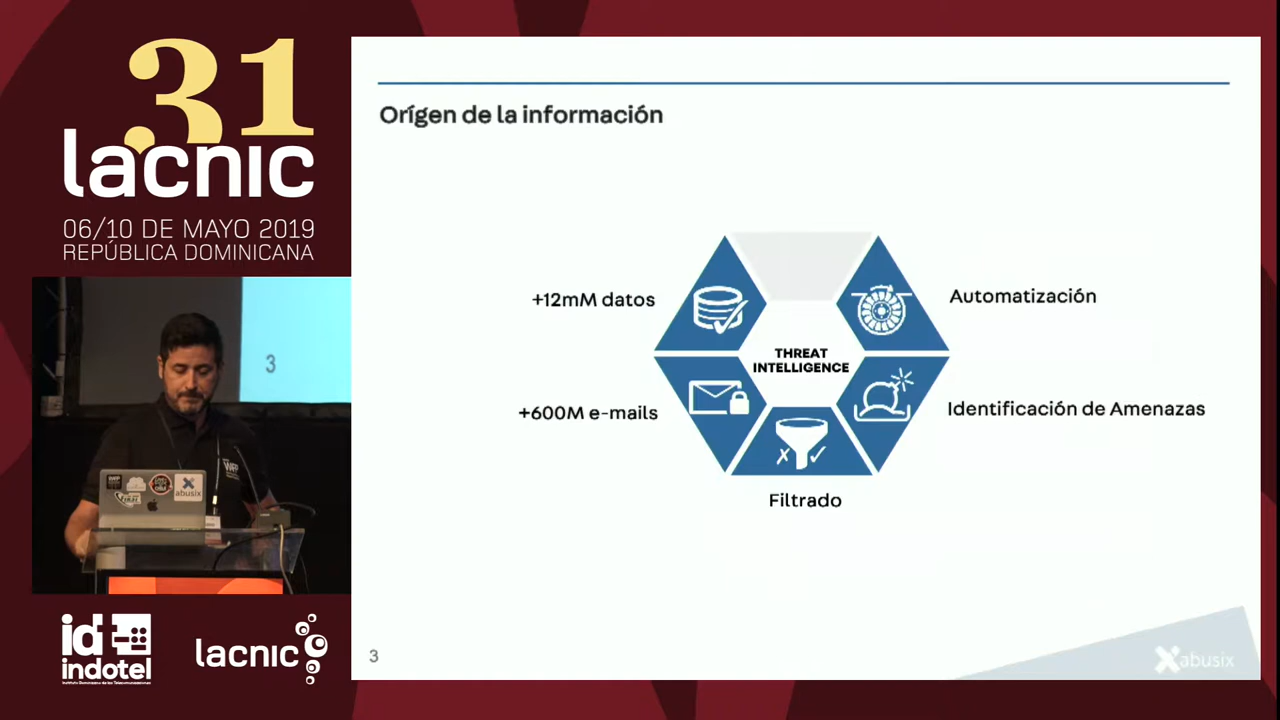 31
lacnic
06/10 DE MAYO 2019
REPÚBLICA DOMINICANA
3
abusix
id
indotel
lacnic
Orígen de la información
+12mM datos
Automatización
THREAT
INTELLIGENCE
+600M e-mails
Identificación de Amenazas
Filtrado
3
abusix